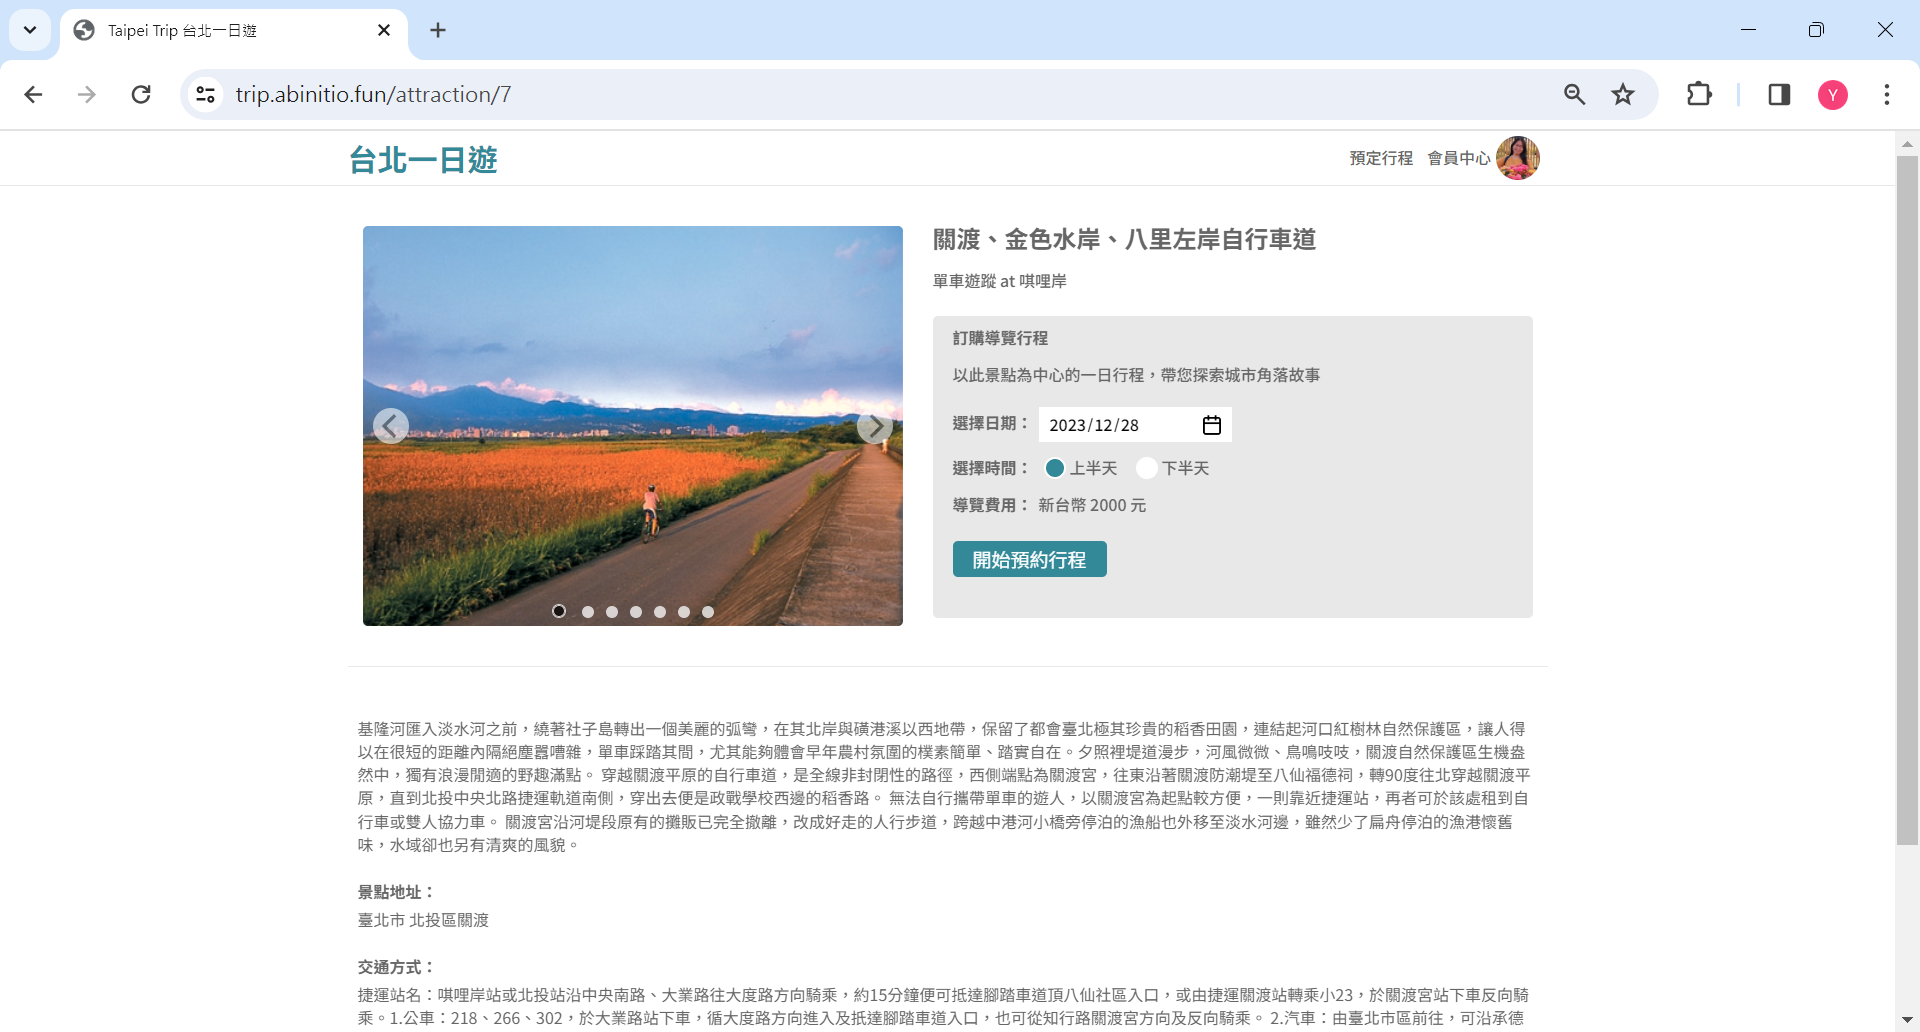 Taipei Trip 台北一日遊
trip.abinitio.fun/attraction/7
Y
台北一日遊
預定行程 會員中心
關渡、金色水岸、八里左岸自行車道
單車遊蹤 at 唭哩岸
訂購導覽行程
以此景點為中心的一日行程，帶您探索城市角落故事
選擇日期： 2023/12/28
選擇時間： 上半天 下半天
導覽費用： 新台幣 2000 元
開始預約行程
基隆河匯入淡水河之前，繞著社子島轉出一個美麗的弧彎，在其北岸與磺港溪以西地帶，保留了都會臺北極其珍貴的稻香田園，連結起河口紅樹林自然保護區，讓人得
以在很短的距離內隔絕塵囂嘈雜，單車踩踏其間，尤其能夠體會早年農村氛圍的樸素簡單、踏實自在。夕照裡堤道漫步，河風微微、鳥鳴吱吱，關渡自然保護區生機盎
然中，獨有浪漫閒適的野趣滿點。 穿越關渡平原的自行車道，是全線非封閉性的路徑，西側端點為關渡宮，往東沿著關渡防潮堤至八仙福德祠，轉90度往北穿越關渡平
原，直到北投中央北路捷運軌道南側，穿出去便是政戰學校西邊的稻香路。 無法自行攜帶單車的遊人，以關渡宮為起點較方便，一則靠近捷運站，再者可於該處租到自
行車或雙人協力車。 關渡宮沿河堤段原有的攤販已完全撤離，改成好走的人行步道，跨越中港河小橋旁停泊的漁船也外移至淡水河邊，雖然少了扁舟停泊的漁港懷舊
味，水域卻也另有清爽的風貌。
景點地址：
臺北市 北投區關渡
交通方式：
捷運站名：唭哩岸站或北投站沿中央南路、大業路往大度路方向騎乘，約15分鐘便可抵達腳踏車道頂八仙社區入口，或由捷運關渡站轉乘小23，於關渡宮站下車反向騎
乘。1.公車：218、266、302，於大業路站下車，循大度路方向進入及抵達腳踏車道入口，也可從知行路關渡宮方向及反向騎乘。 2.汽車：由臺北市區前往，可沿承德